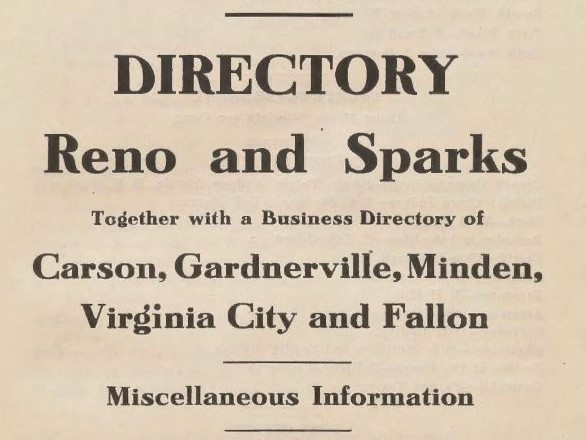 DIRECTORY
Reno and Sparks
Together with a Business Directory of
Carson, Gardnerville, Minden,
Virginia City and Fallon
Miscellaneous Information